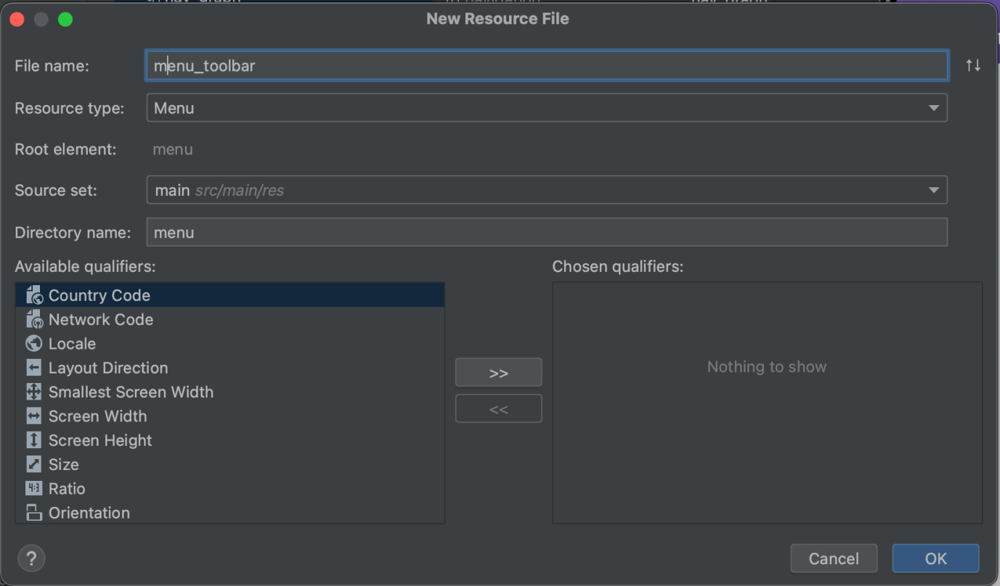 New Resource File
File name: menu_toolbar
Resource type: Menu
Root element: menu
Source set: main src/main/res
Directory name: menu
Available qualifiers:
Chosen qualifiers:
Country Code
Network Code
Locale
Layout Direction
Smallest Screen Width
Screen Width
Screen Height
Size
Ratio
Orientation
>>
<<
Nothing to show
?
Cancel
OK